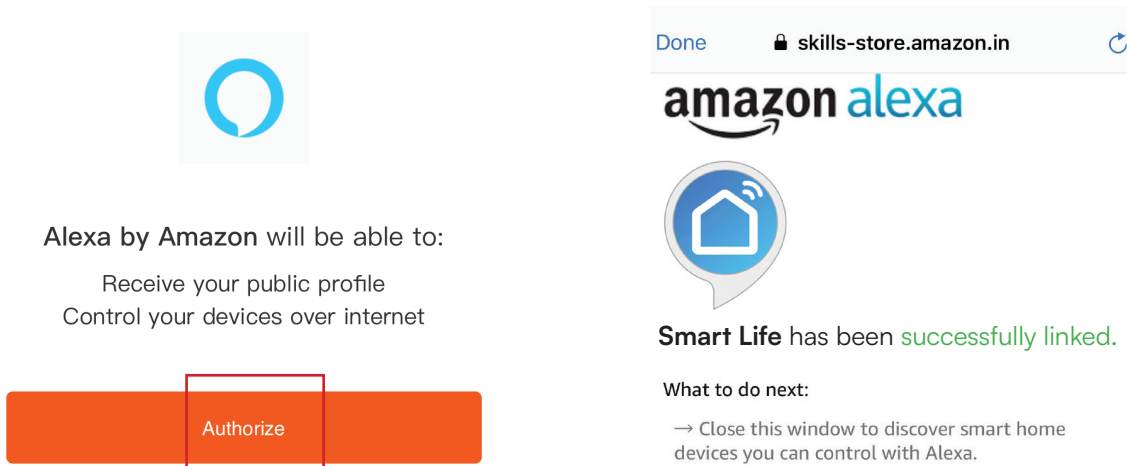 Alexa by Amazon will be able to:
Receive your public profile
Control your devices over internet
Authorize
Done
skills-store.amazon.in
amazon alexa
Smart Life has been successfully linked.
What to do next:
→ Close this window to discover smart home
devices you can control with Alexa.